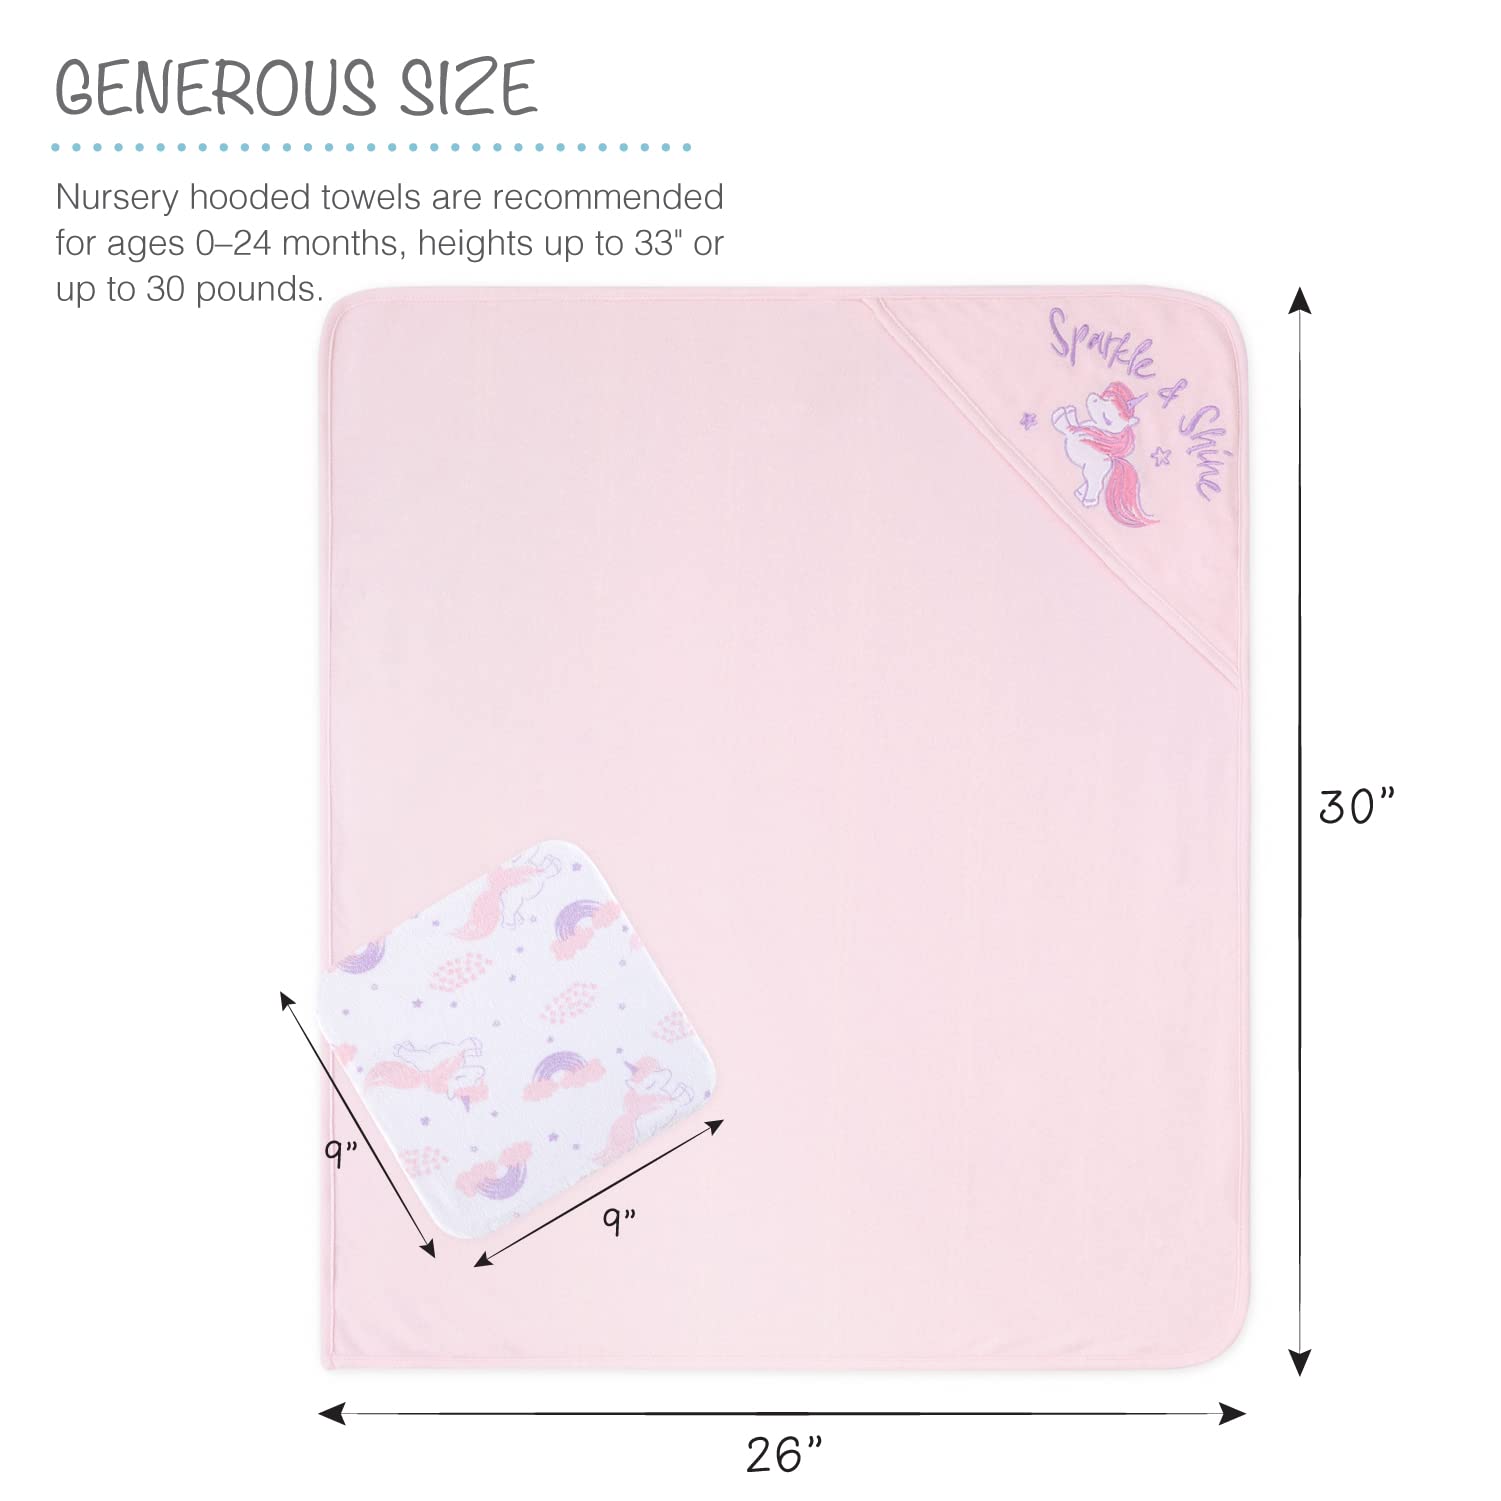 GENEROUS SIZE
Nursery hooded towels are recommended
for ages 0–24 months, heights up to 33" or
up to 30 pounds.
Sparkle & Shine
30”
9”
9”
26”